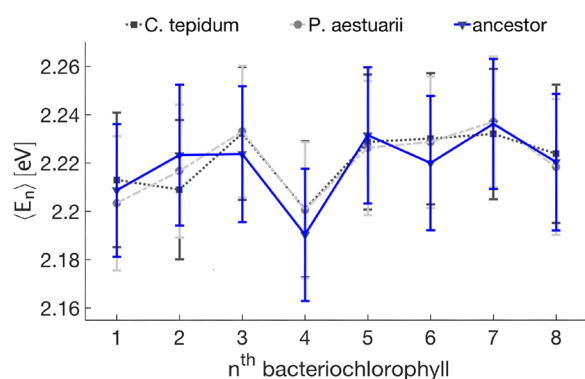 C. tepidum P. aestuarii ancestor
2.26
2.24
2.22
2.2
2.18
2.16
⟨Eₙ⟩ [eV]
1 2 3 4 5 6 7 8
nᵗʰ bacteriochlorophyll